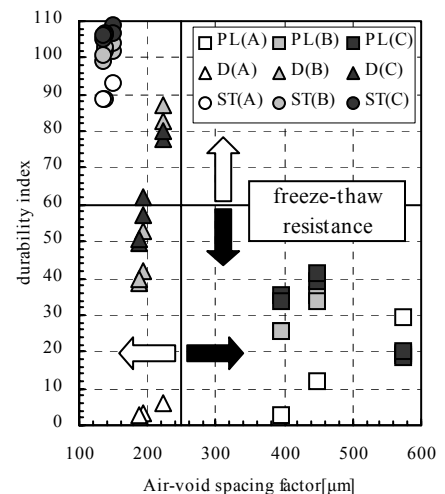 110
100
90
80
70
60
50
40
30
20
10
0
durability index
PL(A) PL(B) PL(C)
D(A) D(B) D(C)
ST(A) ST(B) ST(C)
freeze-thaw
resistance
100 200 300 400 500 600
Air-void spacing factor[μm]